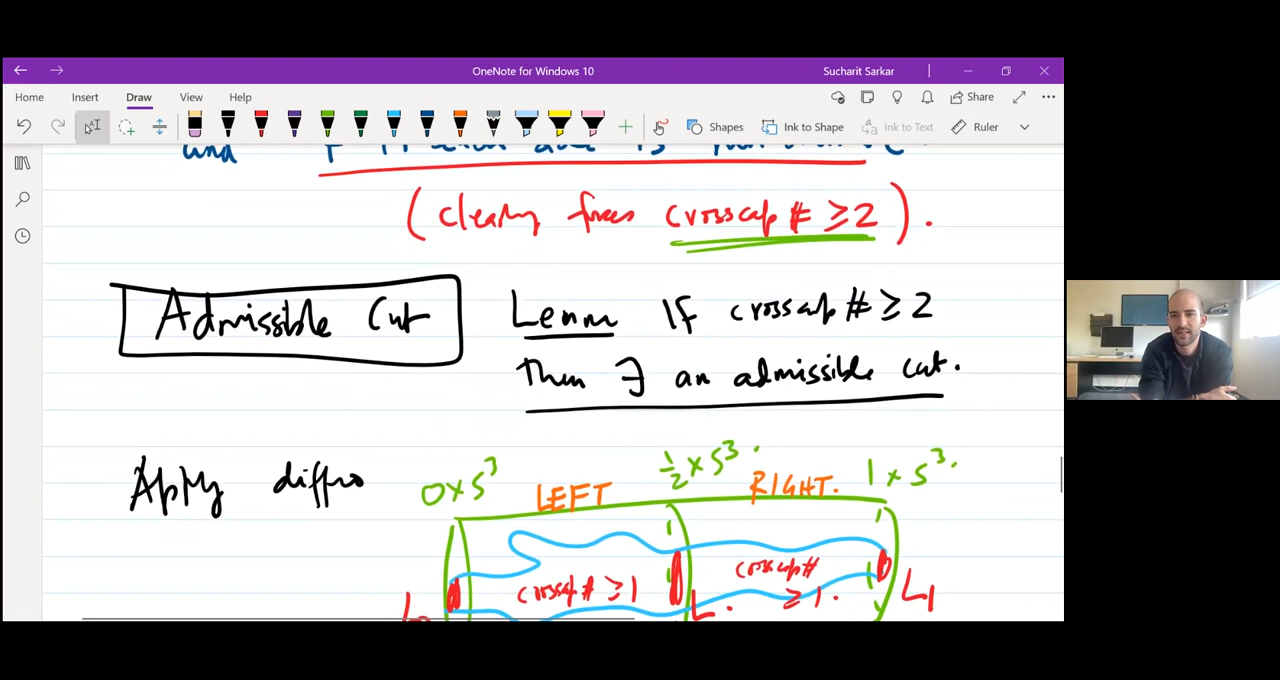 OneNote for Windows 10
Sucharit Sarkar
Home Insert Draw View Help
Share
Shapes Ink to Shape Ink to Text Ruler
and
(clearly forces crosscap # ≥ 2).
Admissible Cut
Lemm If crosscap # ≥ 2
then ∃ an admissible cut.
Apply diffeo
0 × S³ LEFT ½ × S³. RIGHT. 1 × S³.
crosscap # ≥ 1
crosscap #
≥ 1.
L.
L₁